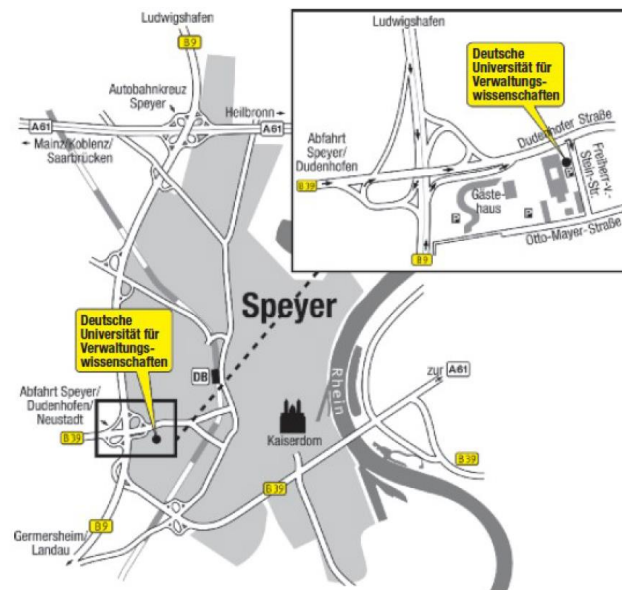 Ludwigshafen
B9
Autobahnkreuz
Speyer
Heilbronn
A61
A61
Mainz/Koblenz/
Saarbrücken
Speyer
Deutsche
Universität für
Verwaltungs-
wissenschaften
DB
Rhein
zur A61
Abfahrt Speyer/
Dudenhofen/
Neustadt
B39
Kaiserdom
B39
B39
B9
Germersheim/
Landau
Ludwigshafen
B9
Deutsche
Universität für
Verwaltungs-
wissenschaften
Abfahrt
Speyer/
Dudenhofen
B39
Dudenhofer Straße
Freiherr-v.-
Stein-Str.
Gäste-
haus
P
P
P
Otto-Mayer-Straße
B9